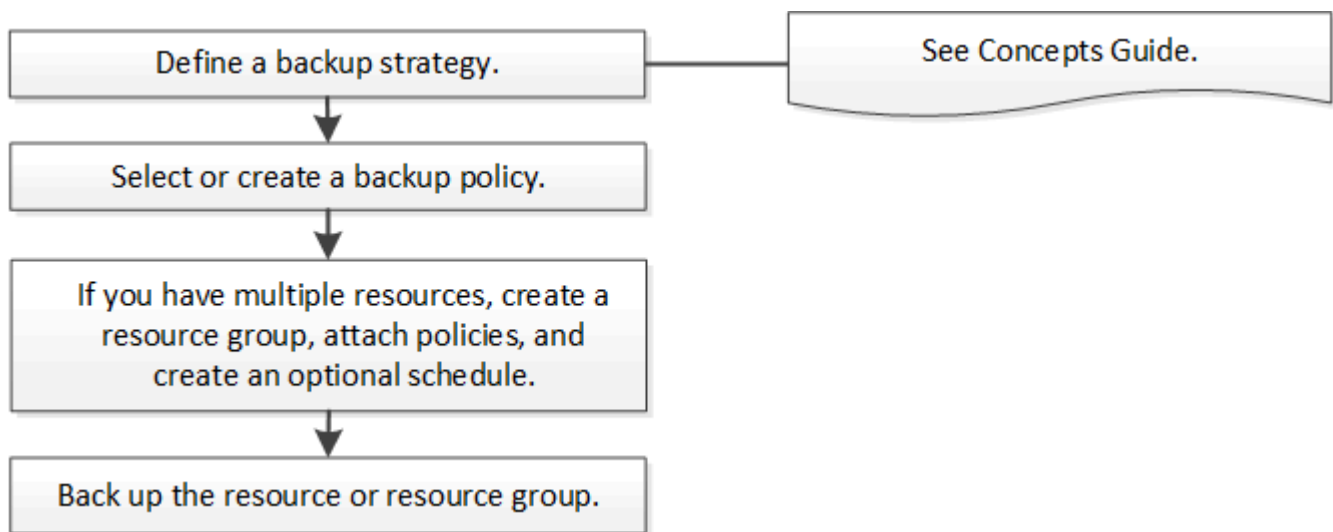 Define a backup strategy.
See Concepts Guide.
Select or create a backup policy.
If you have multiple resources, create a
resource group, attach policies, and
create an optional schedule.
Back up the resource or resource group.